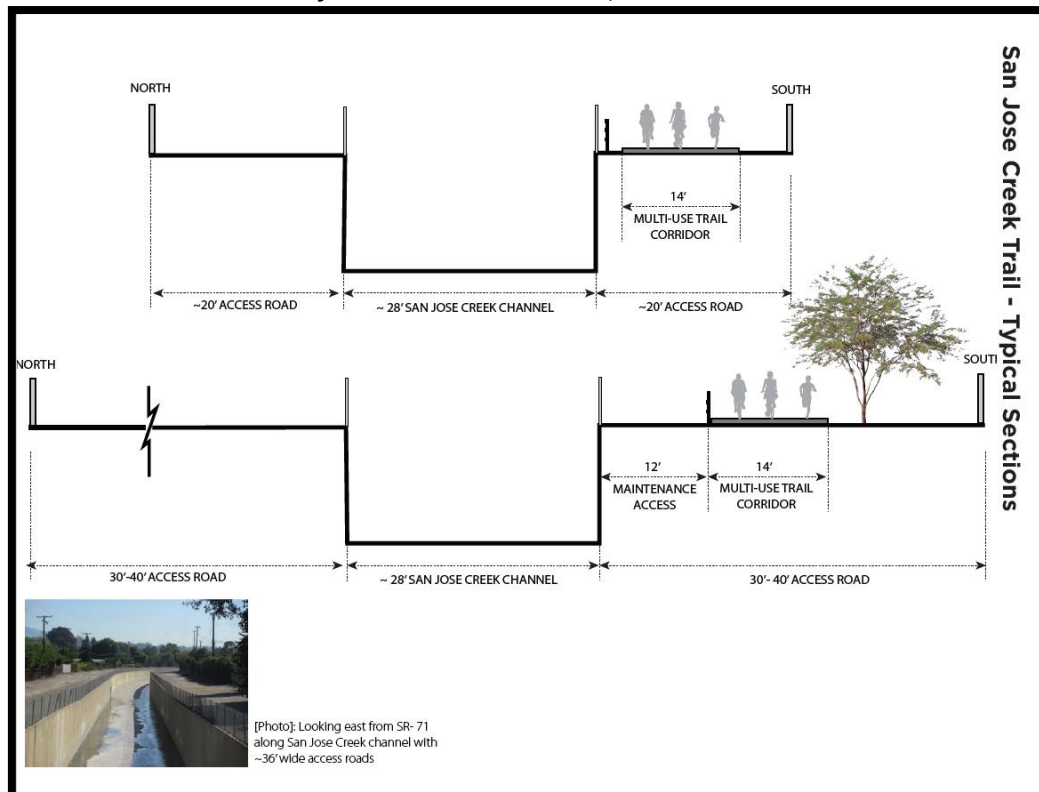 San Jose Creek Trail - Typical Sections
NORTH
SOUTH
14'
MULTI-USE TRAIL
CORRIDOR
~20' ACCESS ROAD
~ 28' SAN JOSE CREEK CHANNEL
~20' ACCESS ROAD
NORTH
SOUT
12'
MAINTENANCE
ACCESS
14'
MULTI-USE TRAIL
CORRIDOR
30'-40' ACCESS ROAD
~ 28' SAN JOSE CREEK CHANNEL
30'- 40' ACCESS ROAD
[Photo]: Looking east from SR- 71
along San Jose Creek channel with
~36' wide access roads